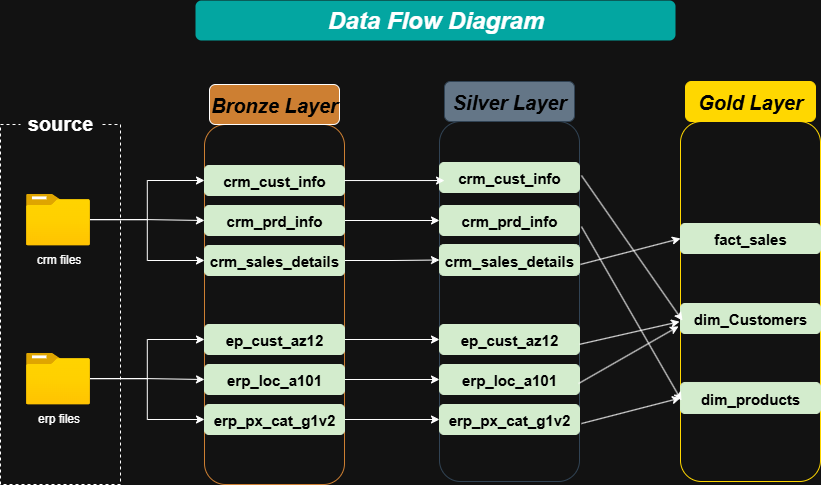 Data Flow Diagram
Bronze Layer
Silver Layer
Gold Layer
source
crm_cust_info
crm_cust_info
crm_prd_info
crm_prd_info
fact_sales
crm files
crm_sales_details
crm_sales_details
dim_Customers
ep_cust_az12
ep_cust_az12
erp_loc_a101
erp_loc_a101
dim_products
erp files
erp_px_cat_g1v2
erp_px_cat_g1v2